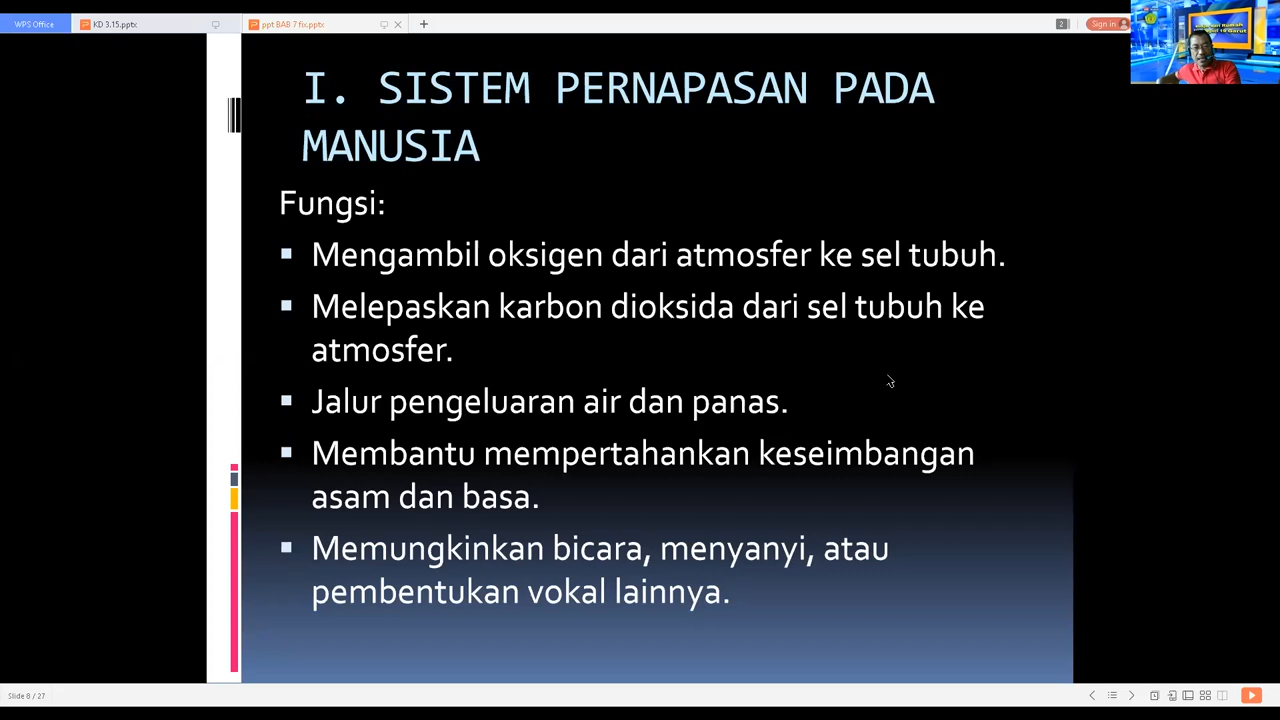 WPS Office
KD 3.15.pptx
ppt BAB 7 fix.pptx
2
Sign in
I. SISTEM PERNAPASAN PADA
MANUSIA
Fungsi:
▪ Mengambil oksigen dari atmosfer ke sel tubuh.
▪ Melepaskan karbon dioksida dari sel tubuh ke
atmosfer.
▪ Jalur pengeluaran air dan panas.
▪ Membantu mempertahankan keseimbangan
asam dan basa.
▪ Memungkinkan bicara, menyanyi, atau
pembentukan vokal lainnya.
Slide 8 / 27